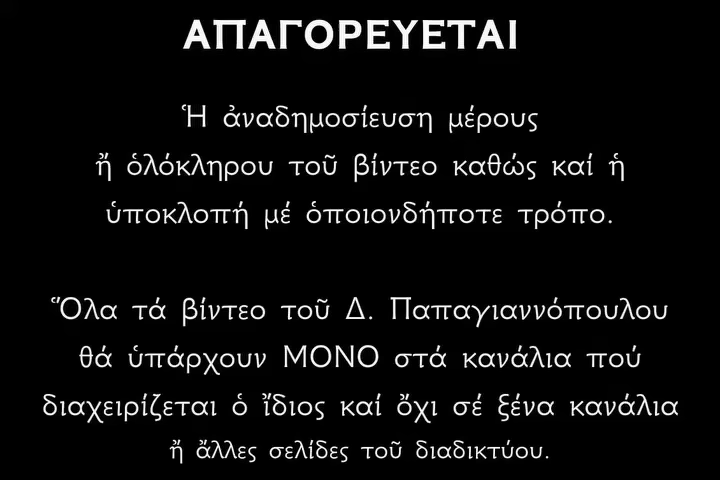 ΑΠΑΓΟΡΕΥΕΤΑΙ
Ἡ ἀναδημοσίευση μέρους
ἤ ὁλόκληρου τοῦ βίντεο καθώς καί ἡ
ὑποκλοπή μέ ὁποιονδήποτε τρόπο.
Ὅλα τά βίντεο τοῦ Δ. Παπαγιαννόπουλου
θά ὑπάρχουν ΜΟΝΟ στά κανάλια πού
διαχειρίζεται ὁ ἴδιος καί ὄχι σέ ξένα κανάλια
ἤ ἄλλες σελίδες τοῦ διαδικτύου.